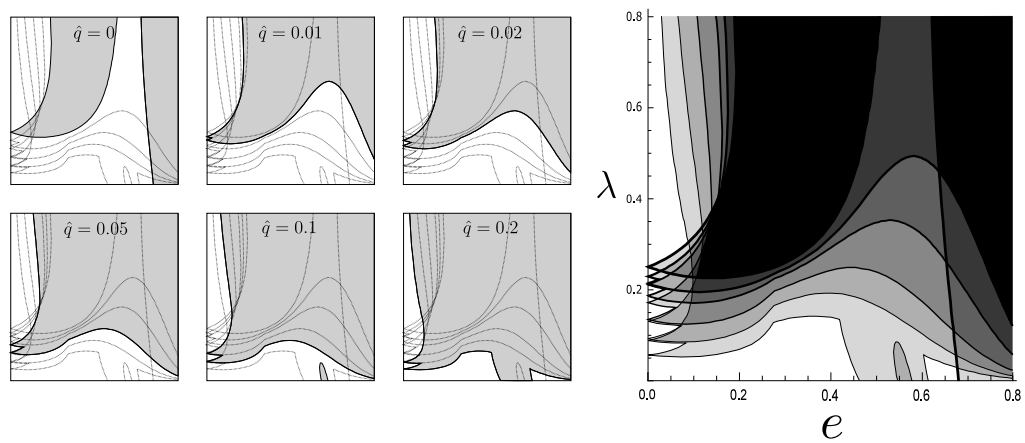 q̂ = 0
q̂ = 0.01
q̂ = 0.02
q̂ = 0.05
q̂ = 0.1
q̂ = 0.2
0.8
0.6
λ
0.4
0.2
0.0 0.2 0.4 0.6 0.8
e